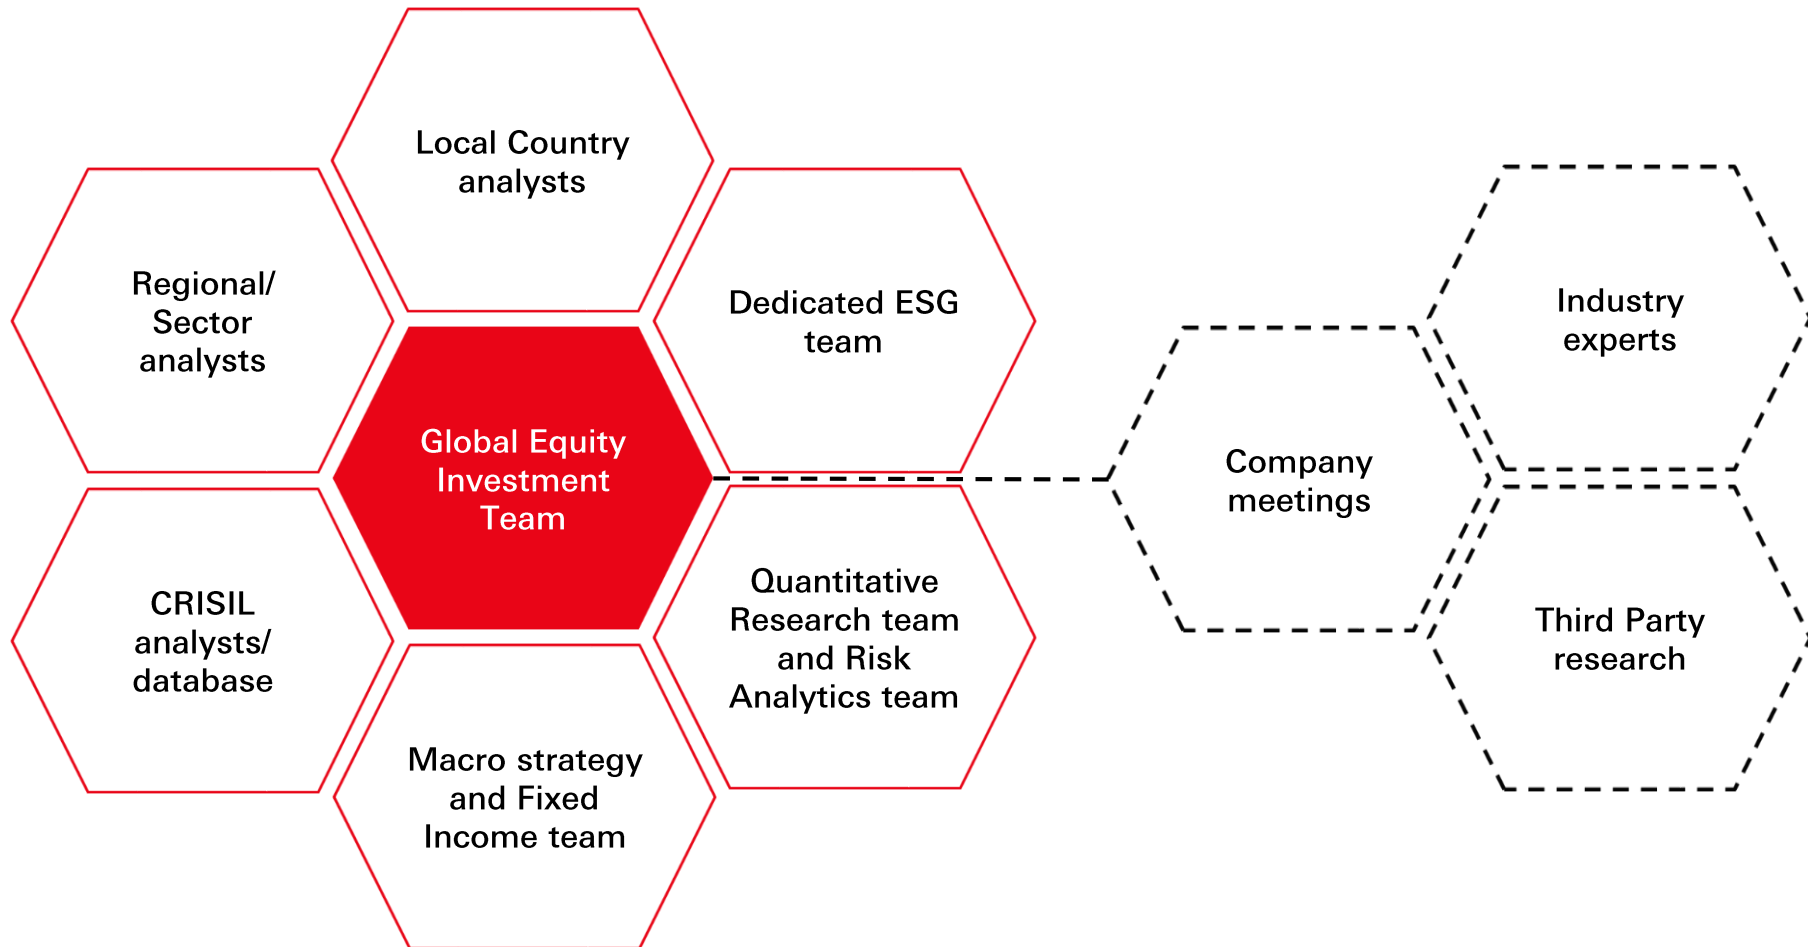 Local Country
analysts
Regional/
Sector
analysts
Dedicated ESG
team
Global Equity
Investment
Team
CRISIL
analysts/
database
Quantitative
Research team
and Risk
Analytics team
Macro strategy
and Fixed
Income team
Company
meetings
Industry
experts
Third Party
research